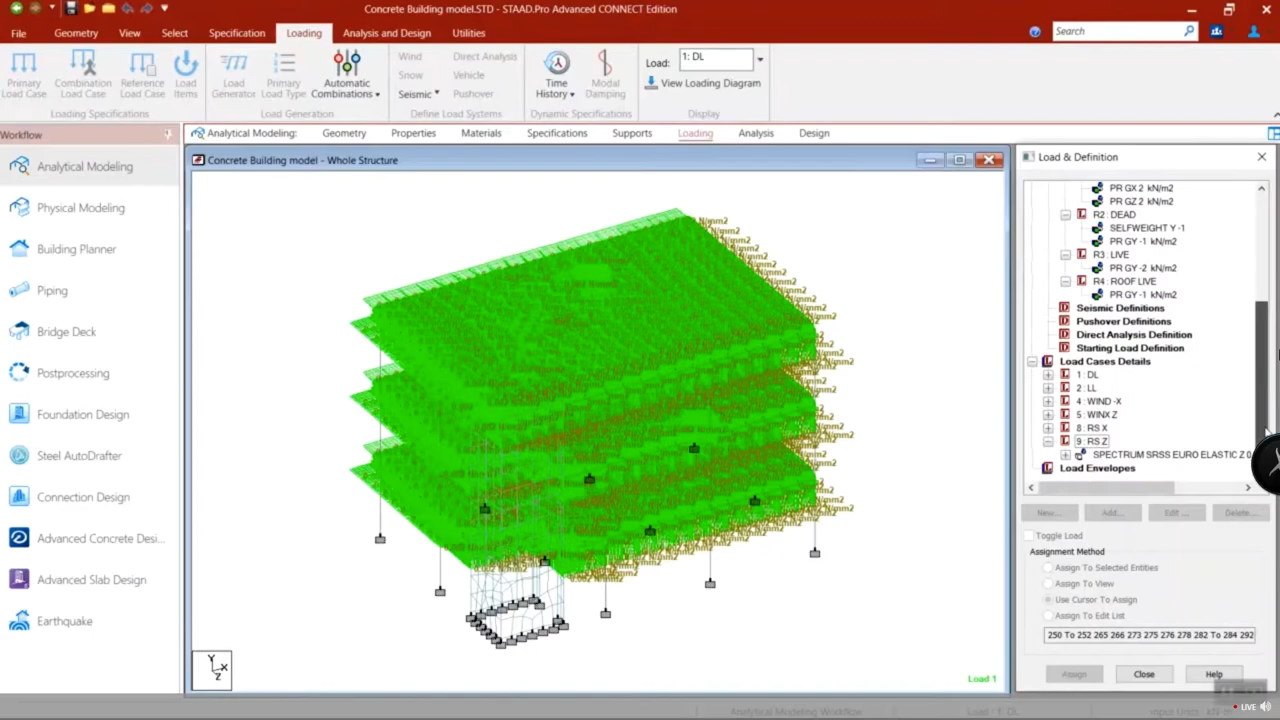 Concrete Building model.STD - STAAD.Pro Advanced CONNECT Edition
File Geometry View Select Specification Loading Analysis and Design Utilities
Search
Primary Load Case
Combination Load Case
Reference Load Case
Load Items
Loading Specifications
Load Generator
Primary Load Type
Automatic Combinations
Load Generation
Wind
Snow
Seismic
Direct Analysis
Vehicle
Pushover
Define Load Systems
Time History
Modal Damping
Dynamic Specifications
Load: 1: DL
View Loading Diagram
Display
Workflow
Analytical Modeling: Geometry Properties Materials Specifications Supports Loading Analysis Design
Analytical Modeling
Physical Modeling
Building Planner
Piping
Bridge Deck
Postprocessing
Foundation Design
Steel AutoDrafter
Connection Design
Advanced Concrete Desi...
Advanced Slab Design
Earthquake
Concrete Building model - Whole Structure
Y
X
Z
Load 1
Load & Definition
PR GX 2 kN/m2
PR GZ 2 kN/m2
R2 : DEAD
SELFWEIGHT Y -1
PR GY -1 kN/m2
R3 : LIVE
PR GY -2 kN/m2
R4 : ROOF LIVE
PR GY -1 kN/m2
Seismic Definitions
Pushover Definitions
Direct Analysis Definition
Starting Load Definition
Load Cases Details
1 : DL
2 : LL
4 : WIND -X
5 : WINX Z
8 : RS X
9 : RS Z
SPECTRUM SRSS EURO ELASTIC Z 0
Load Envelopes
New... Add... Edit ... Delete...
Toggle Load
Assignment Method
Assign To Selected Entities
Assign To View
Use Cursor To Assign
Assign To Edit List
250 To 252 265 266 273 275 276 278 282 To 284 292
Assign Close Help
LIVE
Analytical Modeling Workflow Load : 1: DL Input Units: kN-m